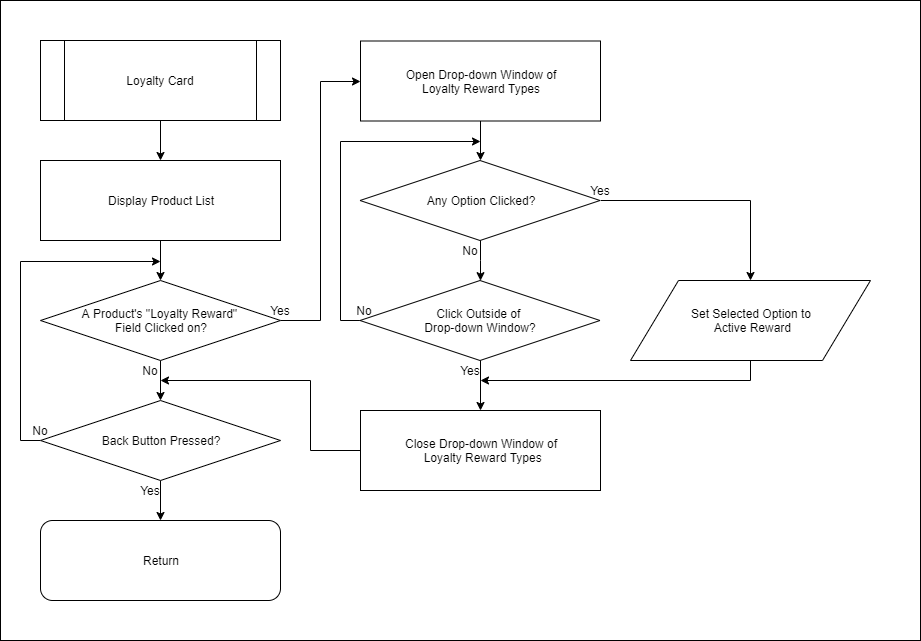 Loyalty Card
Display Product List
A Product's "Loyalty Reward"
Field Clicked on?
Yes
No
Back Button Pressed?
No
Yes
Return
Open Drop-down Window of
Loyalty Reward Types
Any Option Clicked?
Yes
No
Click Outside of
Drop-down Window?
No
Yes
Set Selected Option to
Active Reward
Close Drop-down Window of
Loyalty Reward Types